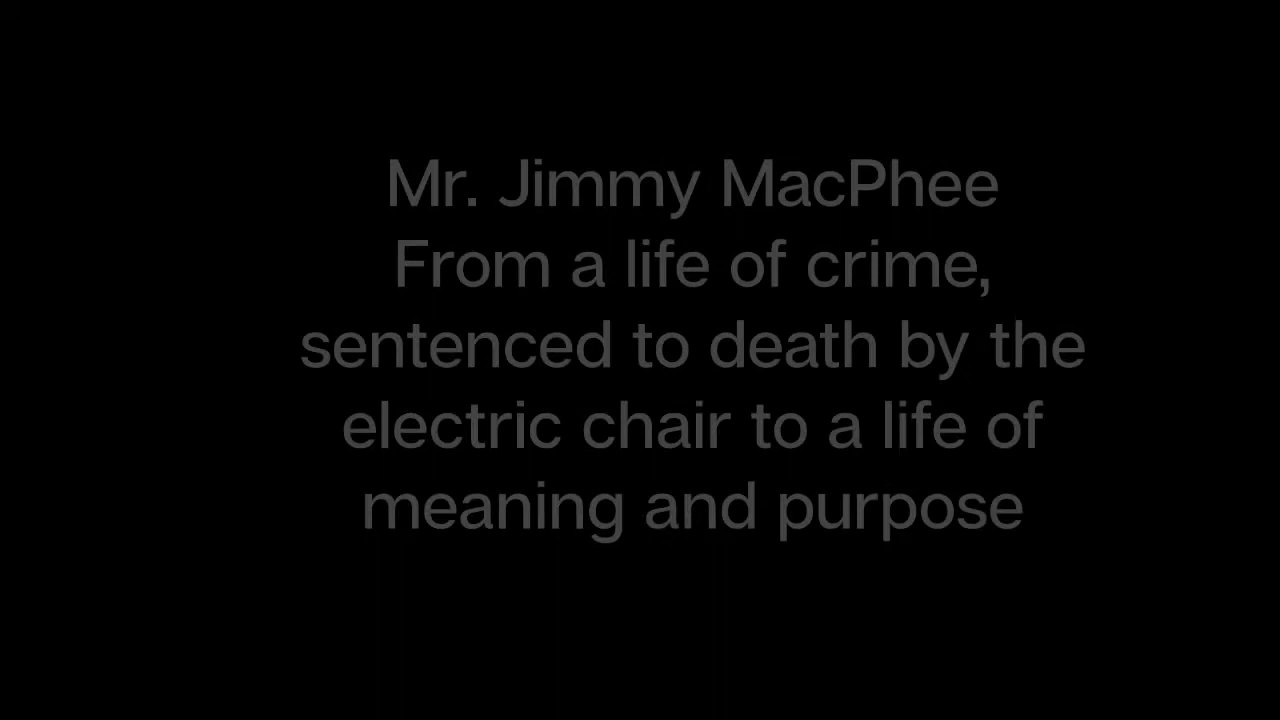 Mr. Jimmy MacPhee
From a life of crime,
sentenced to death by the
electric chair to a life of
meaning and purpose